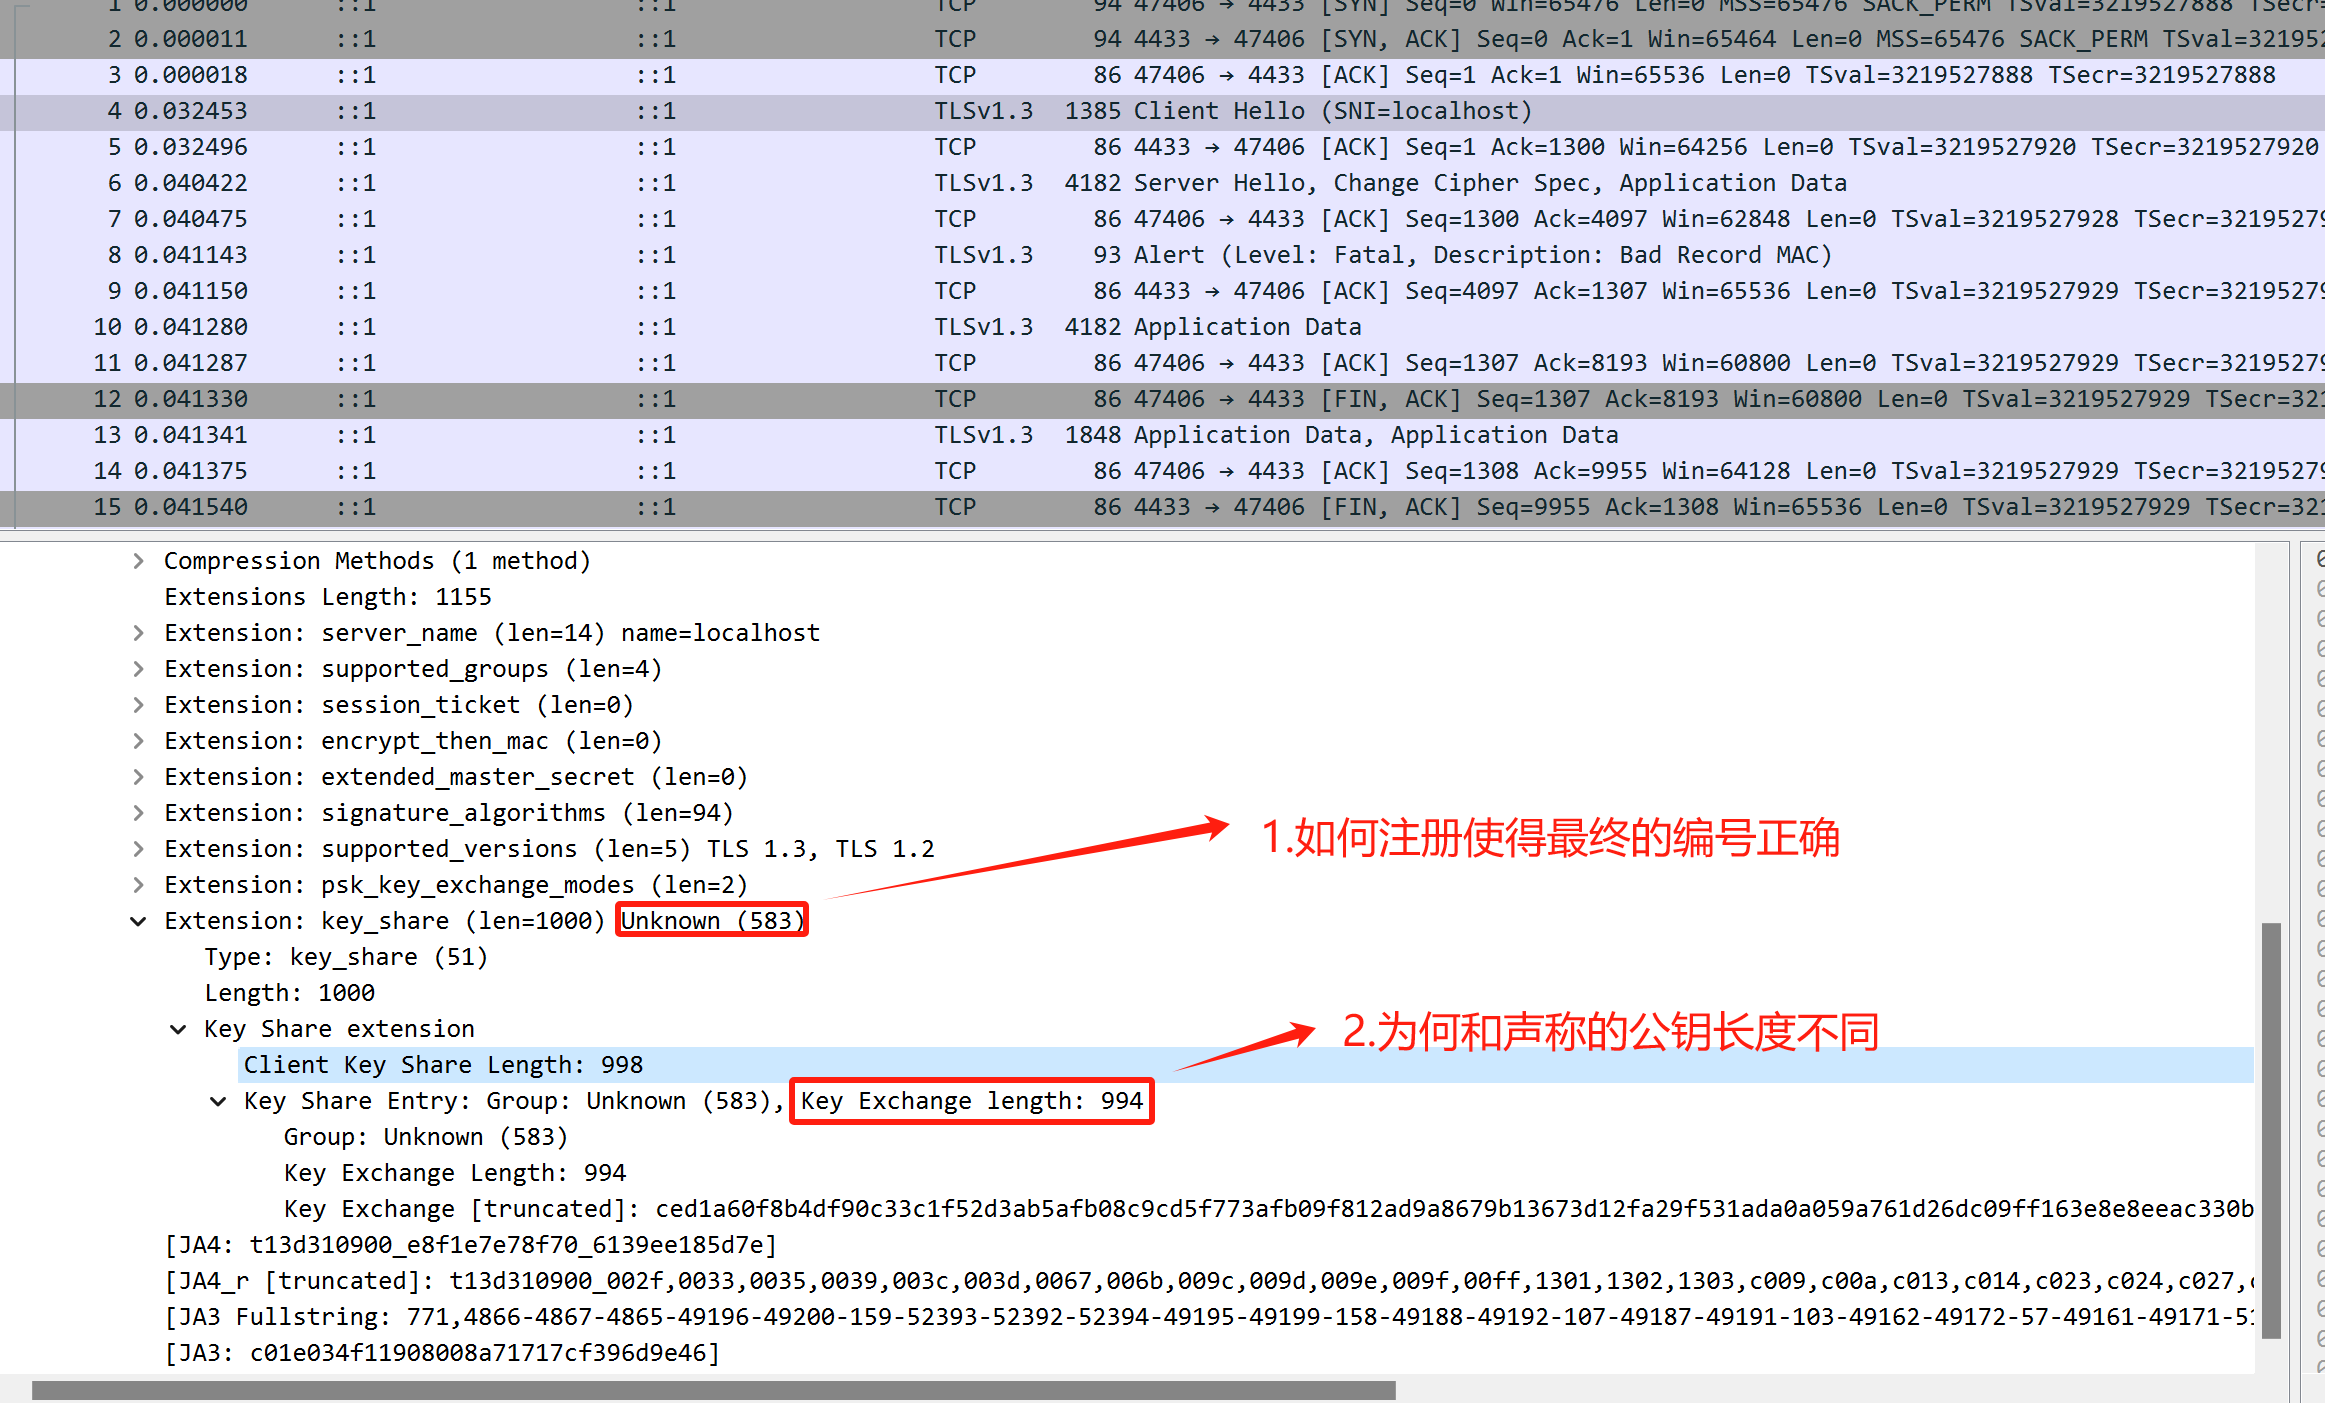 1 0.000000 ::1 ::1 TCP 94 47406 → 4433 [SYN] Seq=0 Win=65476 Len=0 MSS=65476 SACK_PERM TSval=3219527888 TSecr=
2 0.000011 ::1 ::1 TCP 94 4433 → 47406 [SYN, ACK] Seq=0 Ack=1 Win=65464 Len=0 MSS=65476 SACK_PERM TSval=321952
3 0.000018 ::1 ::1 TCP 86 47406 → 4433 [ACK] Seq=1 Ack=1 Win=65536 Len=0 TSval=3219527888 TSecr=3219527888
4 0.032453 ::1 ::1 TLSv1.3 1385 Client Hello (SNI=localhost)
5 0.032496 ::1 ::1 TCP 86 4433 → 47406 [ACK] Seq=1 Ack=1300 Win=64256 Len=0 TSval=3219527920 TSecr=3219527920
6 0.040422 ::1 ::1 TLSv1.3 4182 Server Hello, Change Cipher Spec, Application Data
7 0.040475 ::1 ::1 TCP 86 47406 → 4433 [ACK] Seq=1300 Ack=4097 Win=62848 Len=0 TSval=3219527928 TSecr=32195279
8 0.041143 ::1 ::1 TLSv1.3 93 Alert (Level: Fatal, Description: Bad Record MAC)
9 0.041150 ::1 ::1 TCP 86 4433 → 47406 [ACK] Seq=4097 Ack=1307 Win=65536 Len=0 TSval=3219527929 TSecr=32195279
10 0.041280 ::1 ::1 TLSv1.3 4182 Application Data
11 0.041287 ::1 ::1 TCP 86 47406 → 4433 [ACK] Seq=1307 Ack=8193 Win=60800 Len=0 TSval=3219527929 TSecr=32195279
12 0.041330 ::1 ::1 TCP 86 47406 → 4433 [FIN, ACK] Seq=1307 Ack=8193 Win=60800 Len=0 TSval=3219527929 TSecr=321
13 0.041341 ::1 ::1 TLSv1.3 1848 Application Data, Application Data
14 0.041375 ::1 ::1 TCP 86 47406 → 4433 [ACK] Seq=1308 Ack=9955 Win=64128 Len=0 TSval=3219527929 TSecr=32195279
15 0.041540 ::1 ::1 TCP 86 4433 → 47406 [FIN, ACK] Seq=9955 Ack=1308 Win=65536 Len=0 TSval=3219527929 TSecr=321
Compression Methods (1 method)
Extensions Length: 1155
Extension: server_name (len=14) name=localhost
Extension: supported_groups (len=4)
Extension: session_ticket (len=0)
Extension: encrypt_then_mac (len=0)
Extension: extended_master_secret (len=0)
Extension: signature_algorithms (len=94)
1.如何注册使得最终的编号正确
Extension: supported_versions (len=5) TLS 1.3, TLS 1.2
Extension: psk_key_exchange_modes (len=2)
Extension: key_share (len=1000) Unknown (583)
Type: key_share (51)
Length: 1000
Key Share extension
2.为何和声称的公钥长度不同
Client Key Share Length: 998
Key Share Entry: Group: Unknown (583), Key Exchange length: 994
Group: Unknown (583)
Key Exchange Length: 994
Key Exchange [truncated]: ced1a60f8b4df90c33c1f52d3ab5afb08c9cd5f773afb09f812ad9a8679b13673d12fa29f531ada0a059a761d26dc09ff163e8e8eeac330b
[JA4: t13d310900_e8f1e7e78f70_6139ee185d7e]
[JA4_r [truncated]: t13d310900_002f,0033,0035,0039,003c,003d,0067,006b,009c,009d,009e,009f,00ff,1301,1302,1303,c009,c00a,c013,c014,c023,c024,c027,c
[JA3 Fullstring: 771,4866-4867-4865-49196-49200-159-52393-52392-52394-49195-49199-158-49188-49192-107-49187-49191-103-49162-49172-57-49161-49171-51
[JA3: c01e034f11908008a71717cf396d9e46]